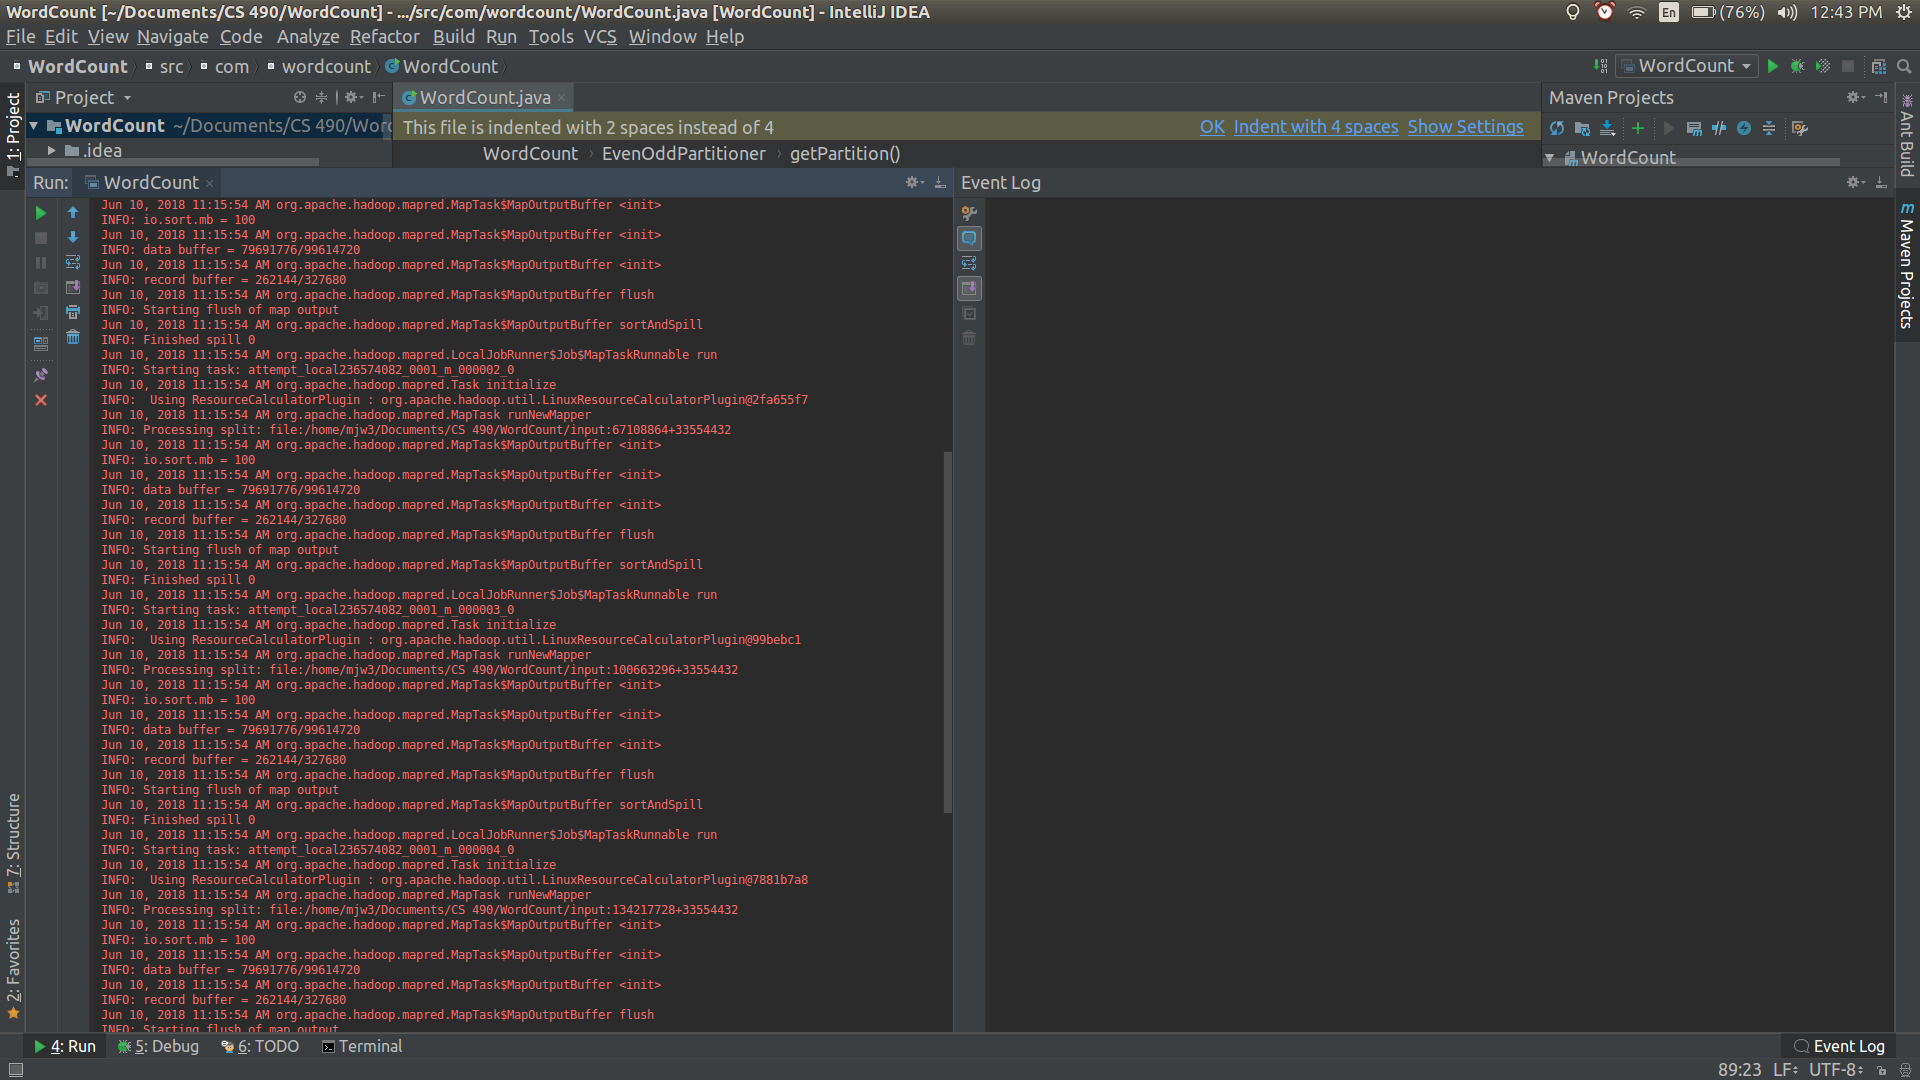 WordCount [~/Documents/CS 490/WordCount] - .../src/com/wordcount/WordCount.java [WordCount] - IntelliJ IDEA
En (76%) 12:43 PM
File Edit View Navigate Code Analyze Refactor Build Run Tools VCS Window Help
WordCount src com wordcount WordCount
WordCount
Project
WordCount.java
Maven Projects
WordCount ~/Documents/CS 490/Word
This file is indented with 2 spaces instead of 4 OK Indent with 4 spaces Show Settings
.idea
WordCount › EvenOddPartitioner › getPartition()
WordCount
1: Project
7: Structure
2: Favorites
Ant Build
Maven Projects
Run: WordCount
Event Log
Jun 10, 2018 11:15:54 AM org.apache.hadoop.mapred.MapTask$MapOutputBuffer <init>
INFO: io.sort.mb = 100
Jun 10, 2018 11:15:54 AM org.apache.hadoop.mapred.MapTask$MapOutputBuffer <init>
INFO: data buffer = 79691776/99614720
Jun 10, 2018 11:15:54 AM org.apache.hadoop.mapred.MapTask$MapOutputBuffer <init>
INFO: record buffer = 262144/327680
Jun 10, 2018 11:15:54 AM org.apache.hadoop.mapred.MapTask$MapOutputBuffer flush
INFO: Starting flush of map output
Jun 10, 2018 11:15:54 AM org.apache.hadoop.mapred.MapTask$MapOutputBuffer sortAndSpill
INFO: Finished spill 0
Jun 10, 2018 11:15:54 AM org.apache.hadoop.mapred.LocalJobRunner$Job$MapTaskRunnable run
INFO: Starting task: attempt_local236574082_0001_m_000002_0
Jun 10, 2018 11:15:54 AM org.apache.hadoop.mapred.Task initialize
INFO:  Using ResourceCalculatorPlugin : org.apache.hadoop.util.LinuxResourceCalculatorPlugin@2fa655f7
Jun 10, 2018 11:15:54 AM org.apache.hadoop.mapred.MapTask runNewMapper
INFO: Processing split: file:/home/mjw3/Documents/CS 490/WordCount/input:67108864+33554432
Jun 10, 2018 11:15:54 AM org.apache.hadoop.mapred.MapTask$MapOutputBuffer <init>
INFO: io.sort.mb = 100
Jun 10, 2018 11:15:54 AM org.apache.hadoop.mapred.MapTask$MapOutputBuffer <init>
INFO: data buffer = 79691776/99614720
Jun 10, 2018 11:15:54 AM org.apache.hadoop.mapred.MapTask$MapOutputBuffer <init>
INFO: record buffer = 262144/327680
Jun 10, 2018 11:15:54 AM org.apache.hadoop.mapred.MapTask$MapOutputBuffer flush
INFO: Starting flush of map output
Jun 10, 2018 11:15:54 AM org.apache.hadoop.mapred.MapTask$MapOutputBuffer sortAndSpill
INFO: Finished spill 0
Jun 10, 2018 11:15:54 AM org.apache.hadoop.mapred.LocalJobRunner$Job$MapTaskRunnable run
INFO: Starting task: attempt_local236574082_0001_m_000003_0
Jun 10, 2018 11:15:54 AM org.apache.hadoop.mapred.Task initialize
INFO:  Using ResourceCalculatorPlugin : org.apache.hadoop.util.LinuxResourceCalculatorPlugin@99bebc1
Jun 10, 2018 11:15:54 AM org.apache.hadoop.mapred.MapTask runNewMapper
INFO: Processing split: file:/home/mjw3/Documents/CS 490/WordCount/input:100663296+33554432
Jun 10, 2018 11:15:54 AM org.apache.hadoop.mapred.MapTask$MapOutputBuffer <init>
INFO: io.sort.mb = 100
Jun 10, 2018 11:15:54 AM org.apache.hadoop.mapred.MapTask$MapOutputBuffer <init>
INFO: data buffer = 79691776/99614720
Jun 10, 2018 11:15:54 AM org.apache.hadoop.mapred.MapTask$MapOutputBuffer <init>
INFO: record buffer = 262144/327680
Jun 10, 2018 11:15:54 AM org.apache.hadoop.mapred.MapTask$MapOutputBuffer flush
INFO: Starting flush of map output
Jun 10, 2018 11:15:54 AM org.apache.hadoop.mapred.MapTask$MapOutputBuffer sortAndSpill
INFO: Finished spill 0
Jun 10, 2018 11:15:54 AM org.apache.hadoop.mapred.LocalJobRunner$Job$MapTaskRunnable run
INFO: Starting task: attempt_local236574082_0001_m_000004_0
Jun 10, 2018 11:15:54 AM org.apache.hadoop.mapred.Task initialize
INFO:  Using ResourceCalculatorPlugin : org.apache.hadoop.util.LinuxResourceCalculatorPlugin@7881b7a8
Jun 10, 2018 11:15:54 AM org.apache.hadoop.mapred.MapTask runNewMapper
INFO: Processing split: file:/home/mjw3/Documents/CS 490/WordCount/input:134217728+33554432
Jun 10, 2018 11:15:54 AM org.apache.hadoop.mapred.MapTask$MapOutputBuffer <init>
INFO: io.sort.mb = 100
Jun 10, 2018 11:15:54 AM org.apache.hadoop.mapred.MapTask$MapOutputBuffer <init>
INFO: data buffer = 79691776/99614720
Jun 10, 2018 11:15:54 AM org.apache.hadoop.mapred.MapTask$MapOutputBuffer <init>
INFO: record buffer = 262144/327680
Jun 10, 2018 11:15:54 AM org.apache.hadoop.mapred.MapTask$MapOutputBuffer flush
INFO: Starting flush of map output
4: Run 5: Debug 6: TODO Terminal Event Log
89:23 LF UTF-8